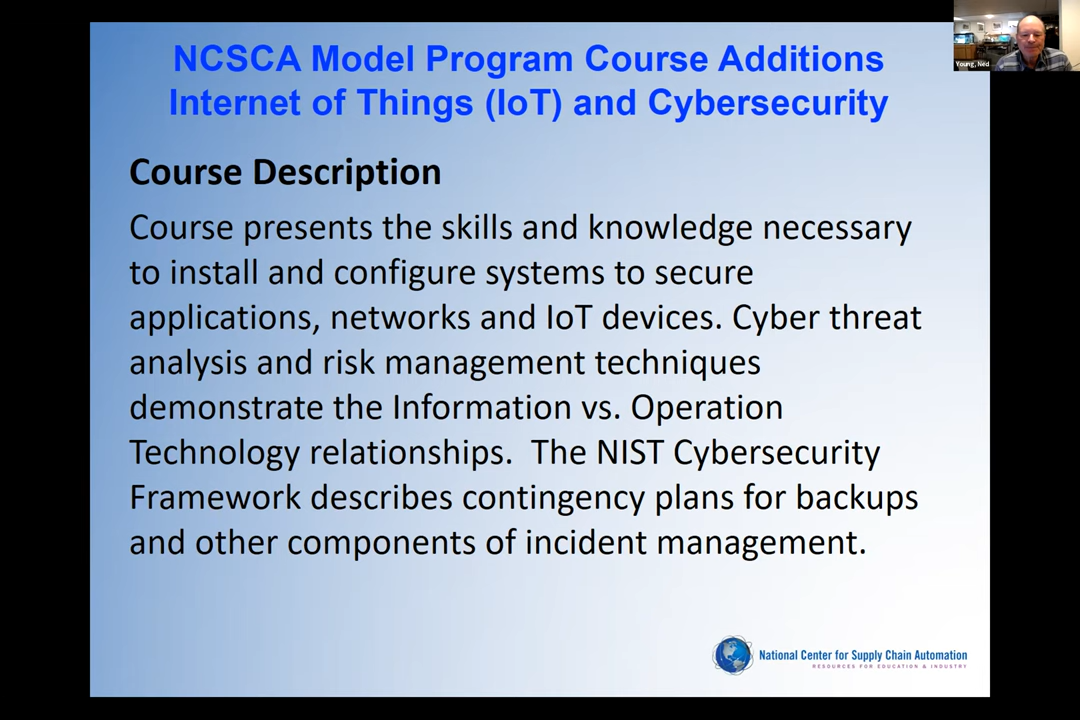 NCSCA Model Program Course Additions
Internet of Things (IoT) and Cybersecurity
Young, Ned
Course Description
Course presents the skills and knowledge necessary
to install and configure systems to secure
applications, networks and IoT devices. Cyber threat
analysis and risk management techniques
demonstrate the Information vs. Operation
Technology relationships.  The NIST Cybersecurity
Framework describes contingency plans for backups
and other components of incident management.
National Center for Supply Chain Automation
RESOURCES FOR EDUCATION & INDUSTRY